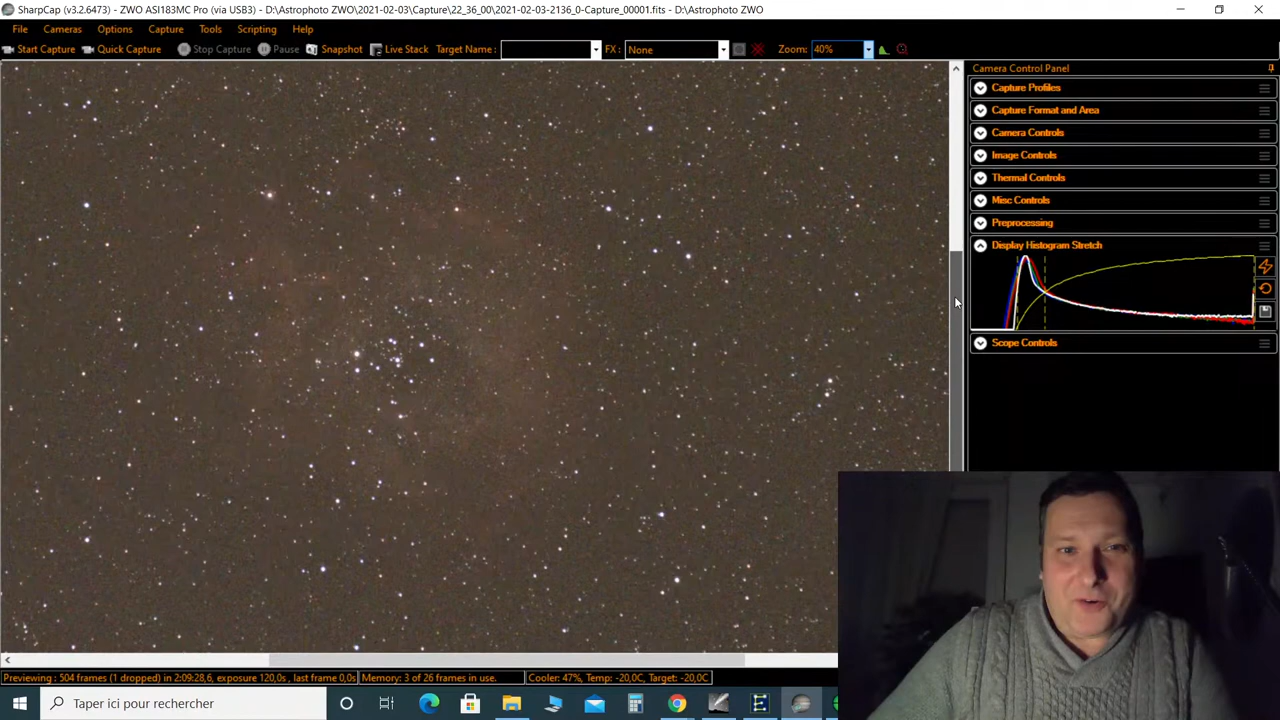 SharpCap (v3.2.6473) - ZWO ASI183MC Pro (via USB3) - D:\Astrophoto ZWO\2021-02-03\Capture\22_36_00\2021-02-03-2136_0-Capture_00001.fits - D:\Astrophoto ZWO
File Cameras Options Capture Tools Scripting Help
Start Capture Quick Capture Stop Capture Pause Snapshot Live Stack Target Name : FX : None Zoom: 40%
Camera Control Panel
Capture Profiles
Capture Format and Area
Camera Controls
Image Controls
Thermal Controls
Misc Controls
Preprocessing
Display Histogram Stretch
Scope Controls
Previewing : 504 frames (1 dropped) in 2:09:28,6, exposure 120,0s , last frame 0,0s Memory: 3 of 26 frames in use. Cooler: 47%, Temp: -20,0C, Target: -20,0C
Taper ici pour rechercher